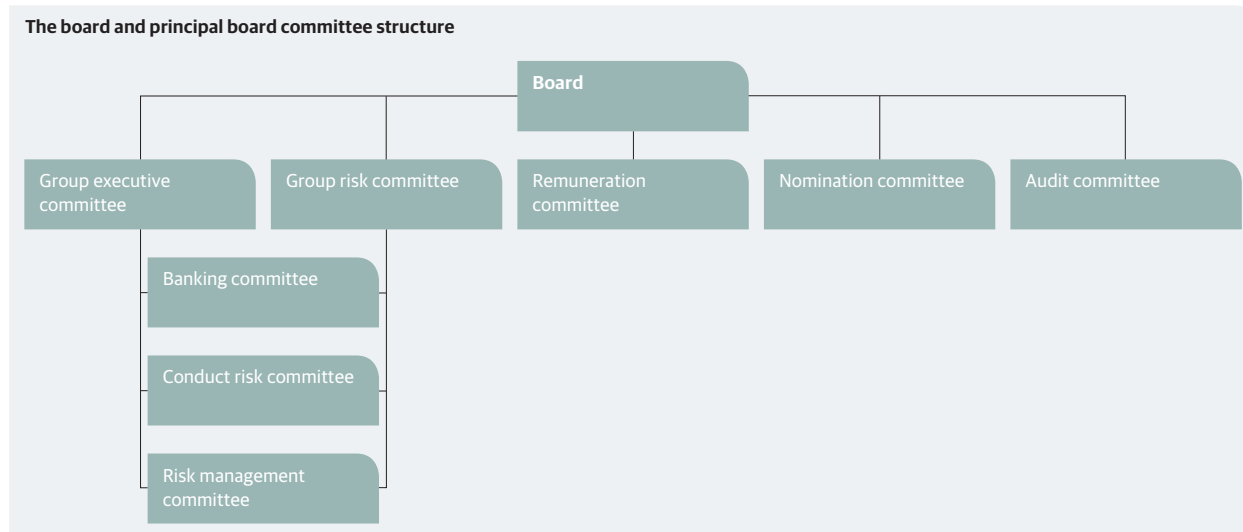 The board and principal board committee structure
Board
Group executive
committee
Group risk committee
Remuneration
committee
Nomination committee
Audit committee
Banking committee
Conduct risk committee
Risk management
committee